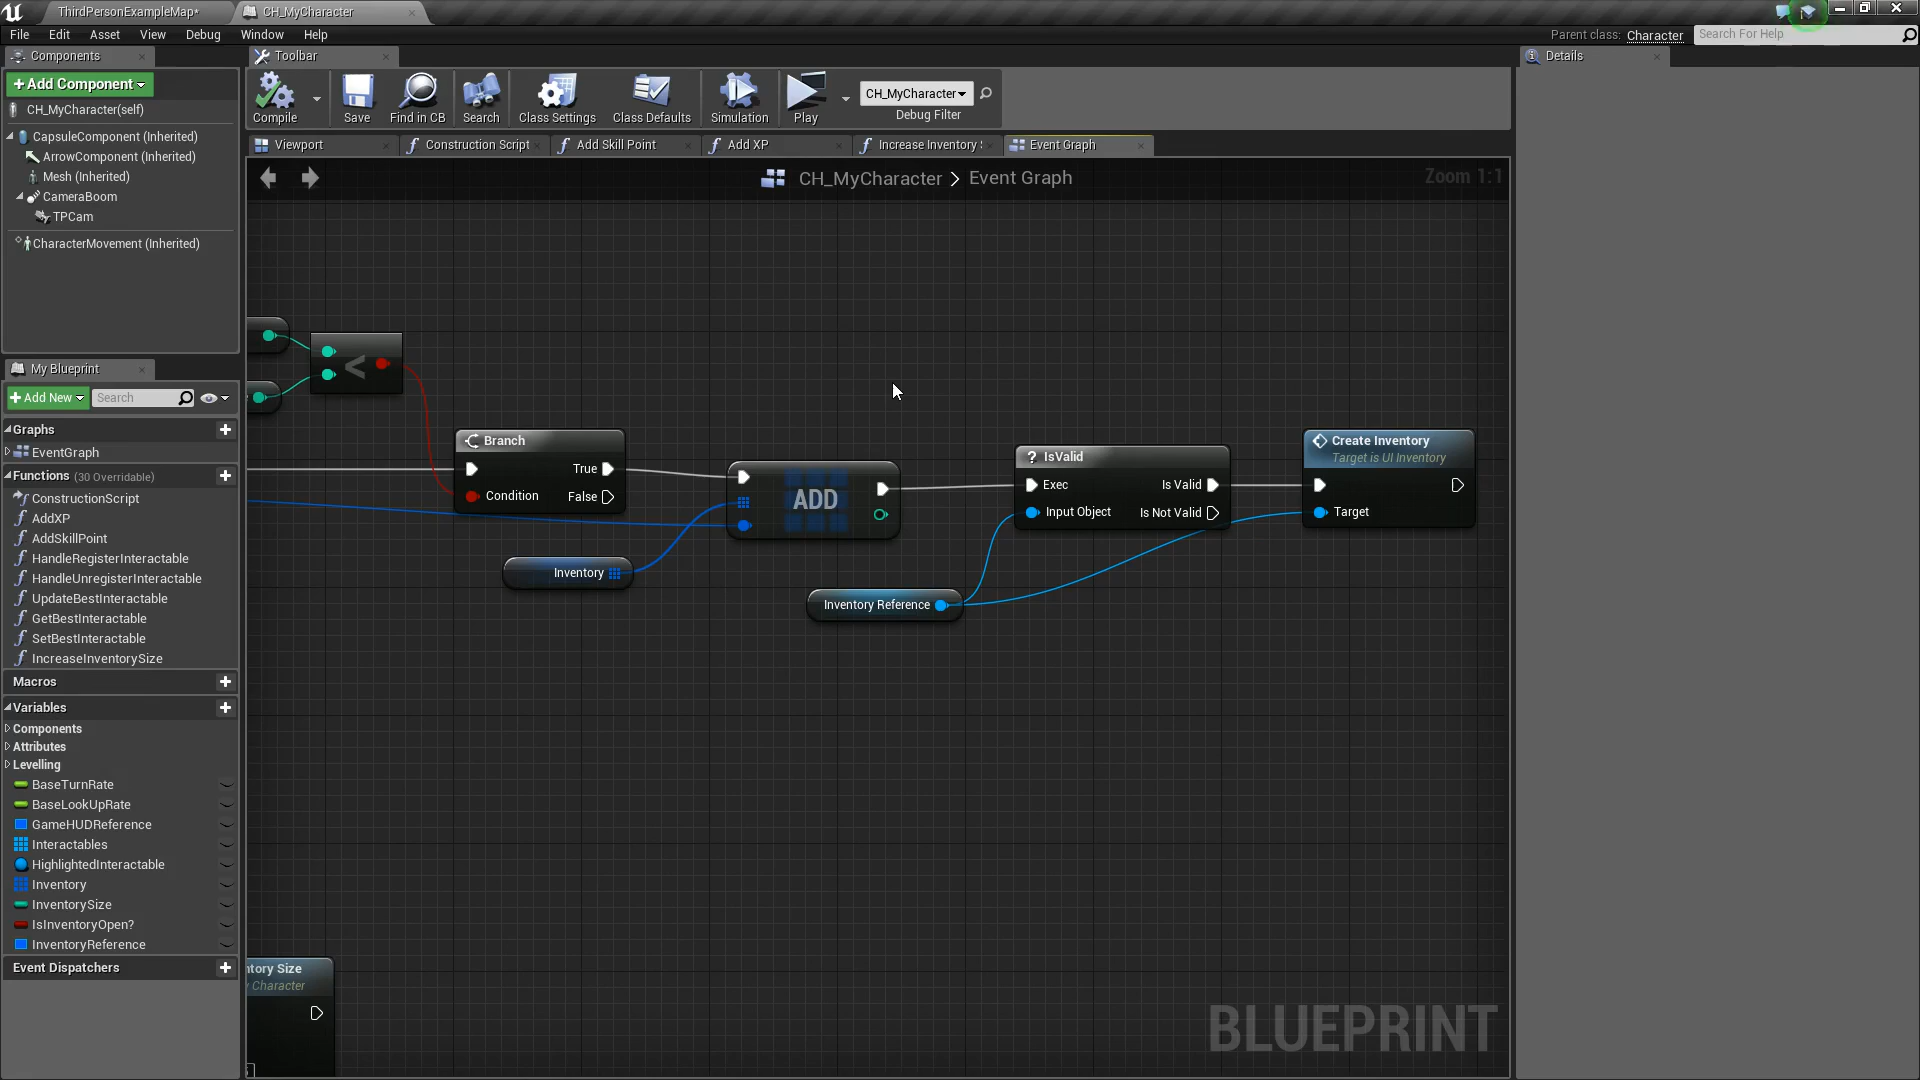 ThirdPersonExampleMap*
CH_MyCharacter
File Edit Asset View Debug Window Help
Parent class: Character
Search For Help
Components
Toolbar
Details
+ Add Component
CH_MyCharacter(self)
CapsuleComponent (Inherited)
ArrowComponent (Inherited)
Mesh (Inherited)
CameraBoom
TPCam
CharacterMovement (Inherited)
Compile
Save
Find in CB
Search
Class Settings
Class Defaults
Simulation
Play
CH_MyCharacter
Debug Filter
Viewport
Construction Script
Add Skill Point
Add XP
Increase Inventory
Event Graph
CH_MyCharacter > Event Graph
Zoom 1:1
<
Branch
True
Condition
False
ADD
Inventory
Inventory Reference
? IsValid
Exec
Is Valid
Input Object
Is Not Valid
Create Inventory
Target is UI Inventory
Target
ntory Size
Character
BLUEPRINT
My Blueprint
+ Add New
Search
Graphs
EventGraph
Functions (30 Overridable)
ConstructionScript
AddXP
AddSkillPoint
HandleRegisterInteractable
HandleUnregisterInteractable
UpdateBestInteractable
GetBestInteractable
SetBestInteractable
IncreaseInventorySize
Macros
Variables
Components
Attributes
Levelling
BaseTurnRate
BaseLookUpRate
GameHUDReference
Interactables
HighlightedInteractable
Inventory
InventorySize
IsInventoryOpen?
InventoryReference
Event Dispatchers